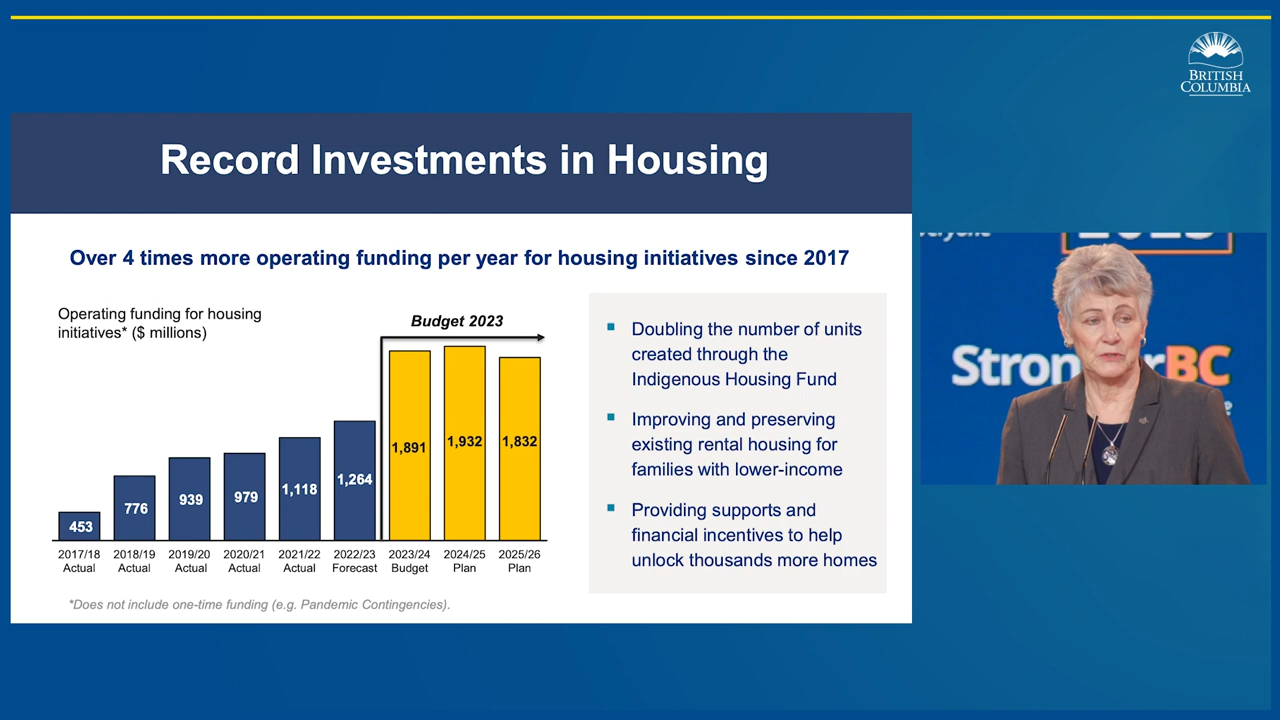 BRITISH
COLUMBIA
Record Investments in Housing
Over 4 times more operating funding per year for housing initiatives since 2017
Operating funding for housing
initiatives* ($ millions)
Budget 2023
453
776
939
979
1,118
1,264
1,891
1,932
1,832
2017/18 2018/19 2019/20 2020/21 2021/22 2022/23 2023/24 2024/25 2025/26
Actual Actual Actual Actual Actual Forecast Budget Plan Plan
*Does not include one-time funding (e.g. Pandemic Contingencies).
▪ Doubling the number of units
created through the
Indigenous Housing Fund
▪ Improving and preserving
existing rental housing for
families with lower-income
▪ Providing supports and
financial incentives to help
unlock thousands more homes
2023
BC